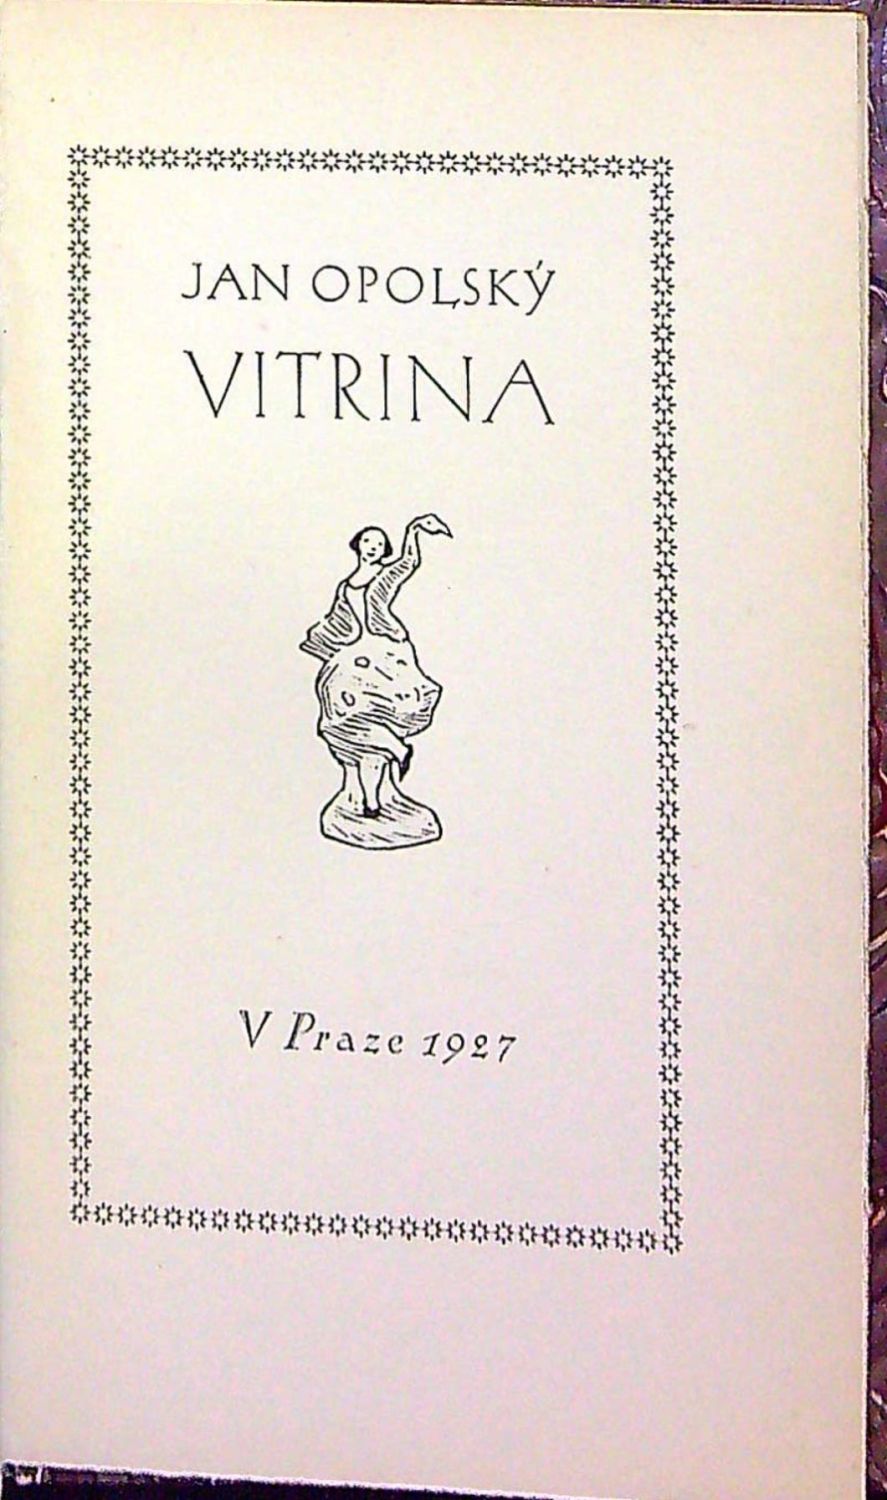 JAN OPOLSKÝ
VITRINA
V Praze 1927